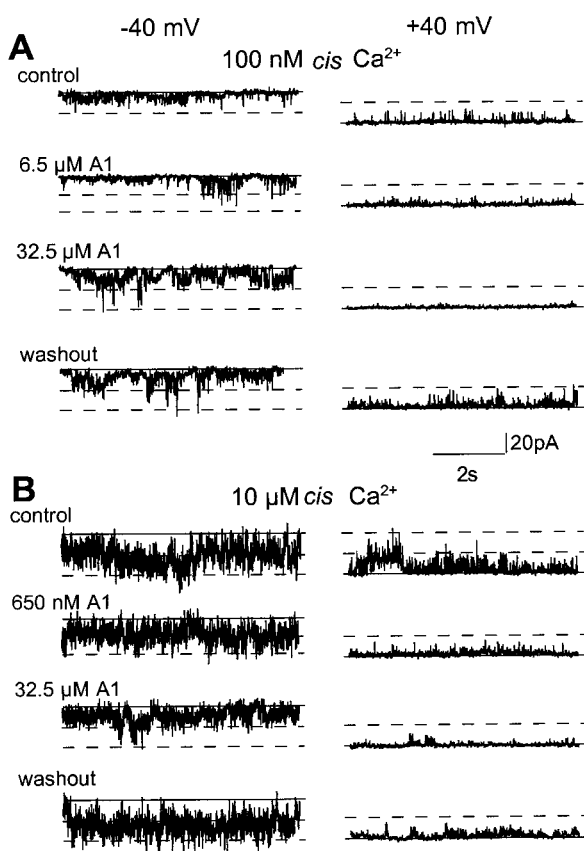 -40 mV +40 mV
A
100 nM cis Ca²⁺
control
6.5 µM A1
32.5 µM A1
washout
20pA
2s
B
10 µM cis Ca²⁺
control
650 nM A1
32.5 µM A1
washout